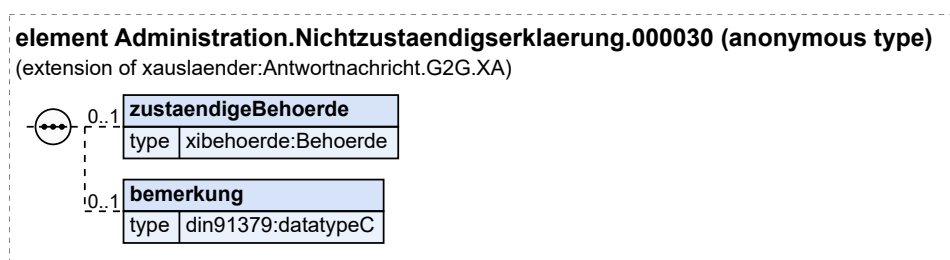 element Administration.Nichtzustaendigserklaerung.000030 (anonymous type)
(extension of xauslaender:Antwortnachricht.G2G.XA)
0..1 zustaendigeBehoerde
type xibehoerde:Behoerde
0..1 bemerkung
type din91379:datatypeC